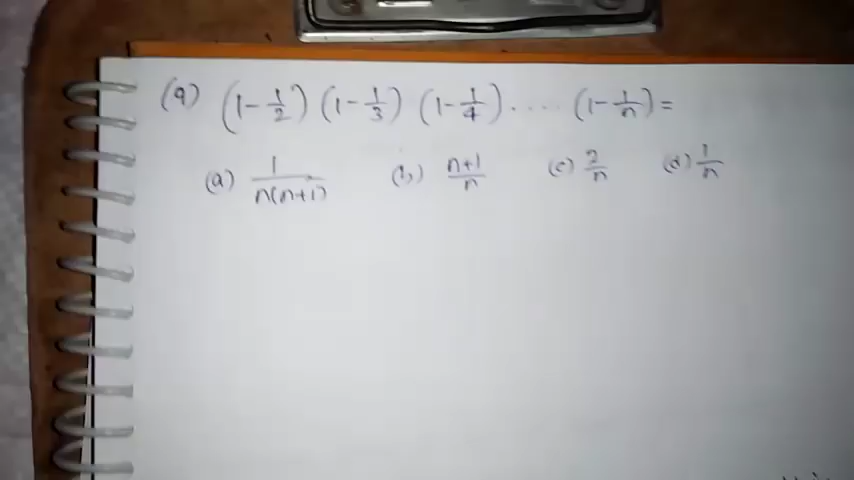 (9) (1 - 1/2) (1 - 1/3) (1 - 1/4) ..... (1 - 1/n) =
(a) 1/n(n+1) (b) n+1/n (c) 2/n (d) 1/n